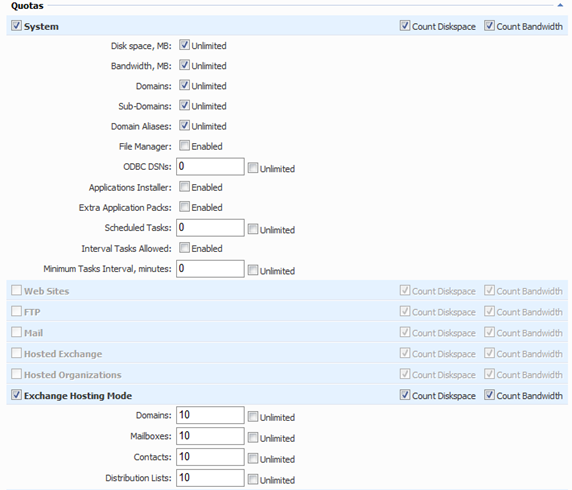 Quotas
System Count Diskspace Count Bandwidth
Disk space, MB: Unlimited
Bandwidth, MB: Unlimited
Domains: Unlimited
Sub-Domains: Unlimited
Domain Aliases: Unlimited
File Manager: Enabled
ODBC DSNs: 0 Unlimited
Applications Installer: Enabled
Extra Application Packs: Enabled
Scheduled Tasks: 0 Unlimited
Interval Tasks Allowed: Enabled
Minimum Tasks Interval, minutes: 0 Unlimited
Web Sites Count Diskspace Count Bandwidth
FTP Count Diskspace Count Bandwidth
Mail Count Diskspace Count Bandwidth
Hosted Exchange Count Diskspace Count Bandwidth
Hosted Organizations Count Diskspace Count Bandwidth
Exchange Hosting Mode Count Diskspace Count Bandwidth
Domains: 10 Unlimited
Mailboxes: 10 Unlimited
Contacts: 10 Unlimited
Distribution Lists: 10 Unlimited